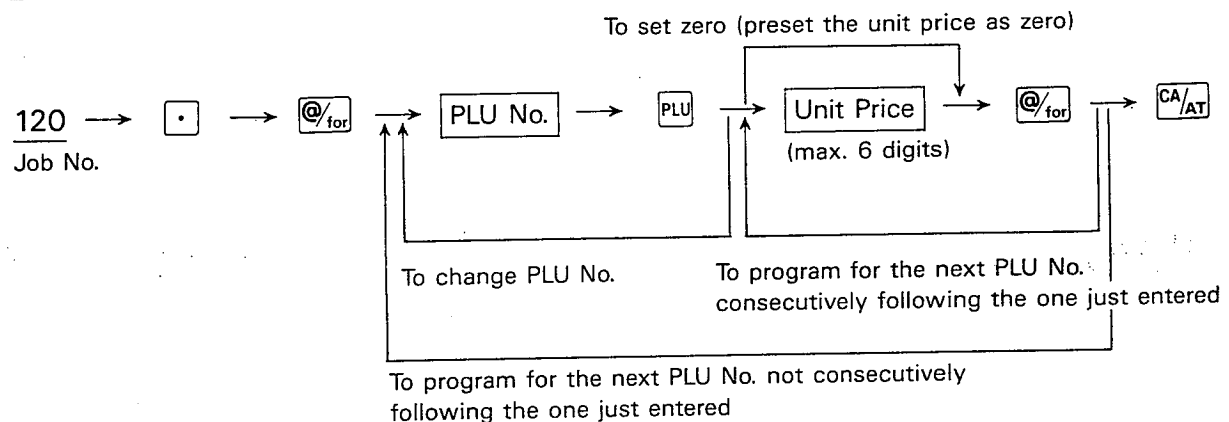 To set zero (preset the unit price as zero)
120 → · → @/for → PLU No. → PLU → Unit Price → @/for → CA/AT
Job No.
(max. 6 digits)
To change PLU No.
To program for the next PLU No.
consecutively following the one just entered
To program for the next PLU No. not consecutively
following the one just entered